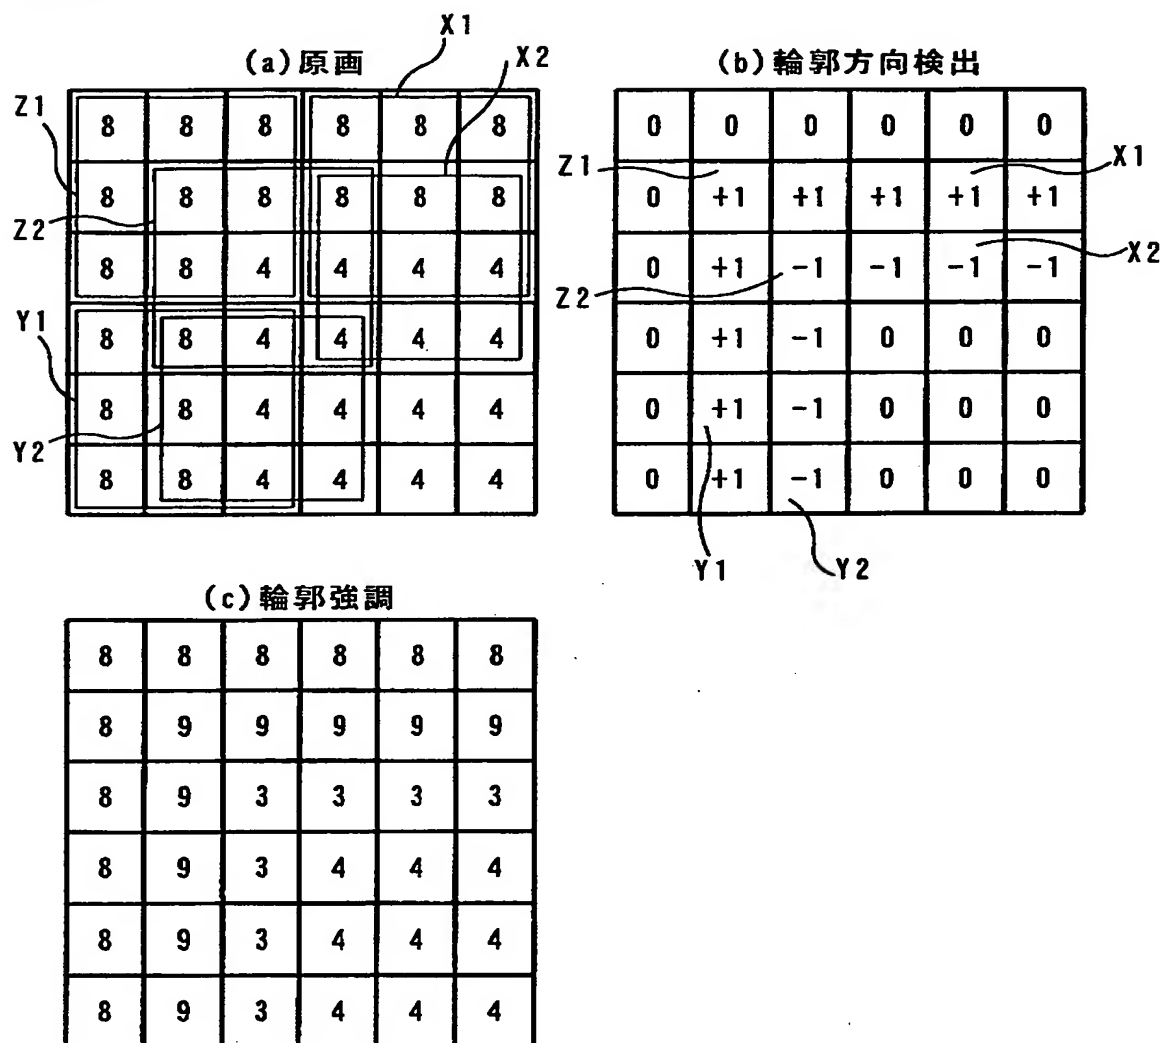 X1
(a)原画 X2
Z1
8 8 8 8 8 8
8 8 8 8 8 8
Z2
8 8 4 4 4 4
Y1
8 8 4 4 4 4
8 8 4 4 4 4
Y2
8 8 4 4 4 4
(b)輪郭方向検出
0 0 0 0 0 0
Z1 X1
0 +1 +1 +1 +1 +1
X2
0 +1 -1 -1 -1 -1
Z2
0 +1 -1 0 0 0
0 +1 -1 0 0 0
0 +1 -1 0 0 0
Y1 Y2
(c)輪郭強調
8 8 8 8 8 8
8 9 9 9 9 9
8 9 3 3 3 3
8 9 3 4 4 4
8 9 3 4 4 4
8 9 3 4 4 4